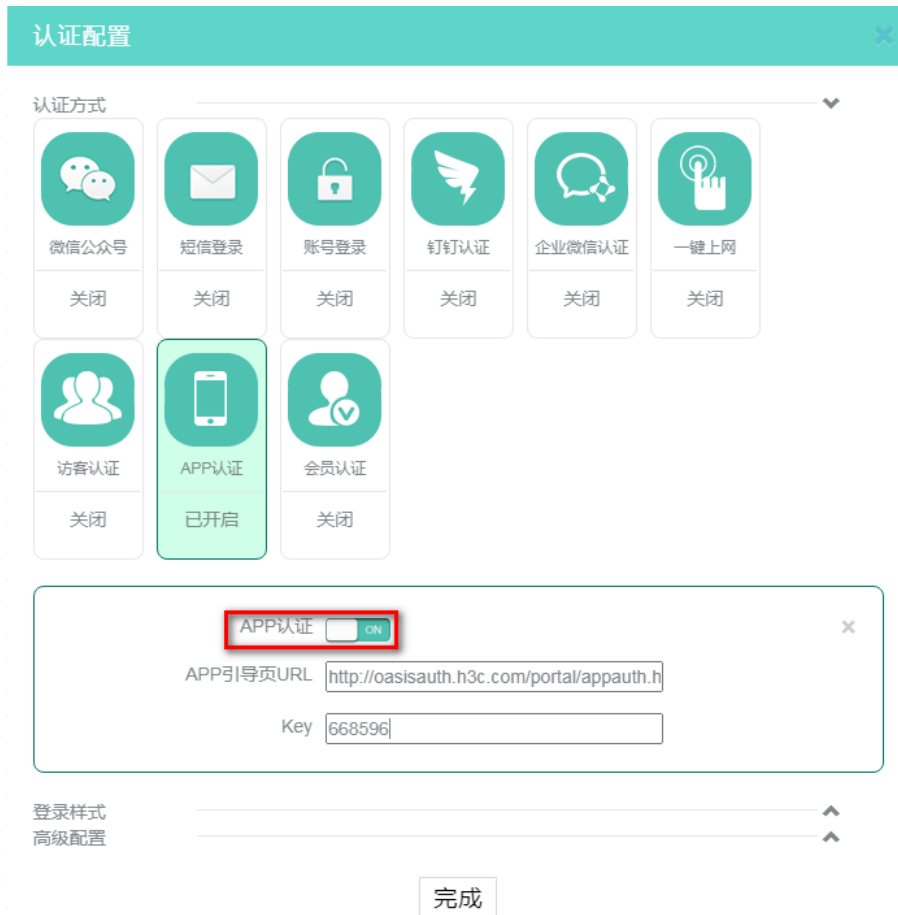 认证配置
认证方式
微信公众号 短信登录 账号登录 钉钉认证 企业微信认证 一键上网
关闭 关闭 关闭 关闭 关闭 关闭
访客认证 APP认证 会员认证
关闭 已开启 关闭
APP认证 ON
APP引导页URL http://oasisauth.h3c.com/portal/appauth.h
Key 668596
登录样式
高级配置
完成